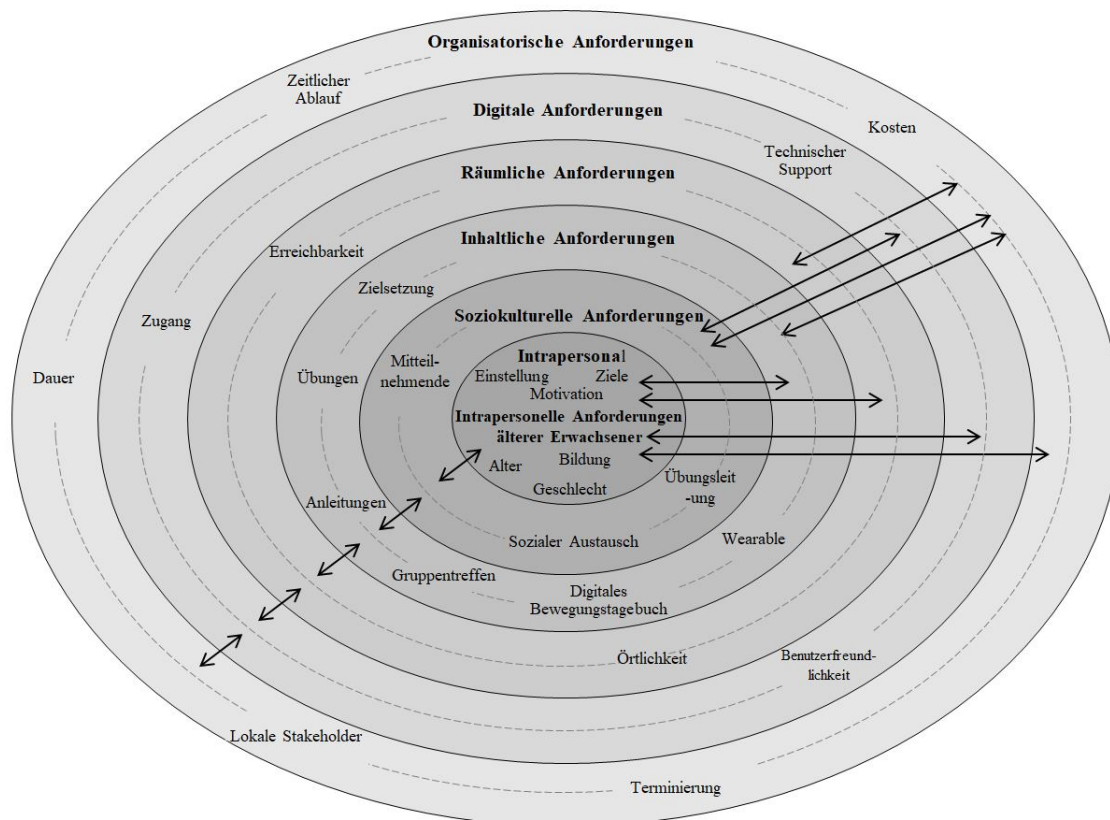 Organisatorische Anforderungen
Zeitlicher
Ablauf
Digitale Anforderungen
Kosten
Technischer
Support
Räumliche Anforderungen
Erreichbarkeit
Inhaltliche Anforderungen
Zielsetzung
Zugang
Soziokulturelle Anforderungen
Mitteil-
nehmende
Dauer
Übungen
Intrapersonal
Einstellung Ziele
Motivation
Intrapersonelle Anforderungen
älterer Erwachsener
Alter
Bildung
Geschlecht
Übungsleit
-ung
Anleitungen
Sozialer Austausch
Wearable
Gruppentreffen
Digitales
Bewegungstagebuch
Örtlichkeit
Benutzerfreund-
lichkeit
Lokale Stakeholder
Terminierung